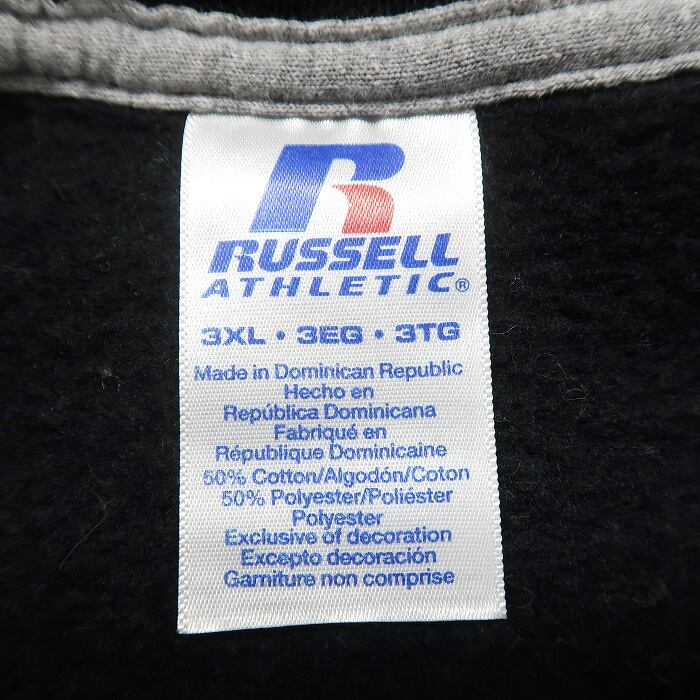 R
RUSSELL
ATHLETIC®
3XL • 3EG • 3TG
Made in Dominican Republic
Hecho en
República Dominicana
Fabriqué en
République Dominicaine
50% Cotton/Algodón/Coton
50% Polyester/Poliéster
Polyester
Exclusive of decoration
Excepto decoración
Garniture non comprise